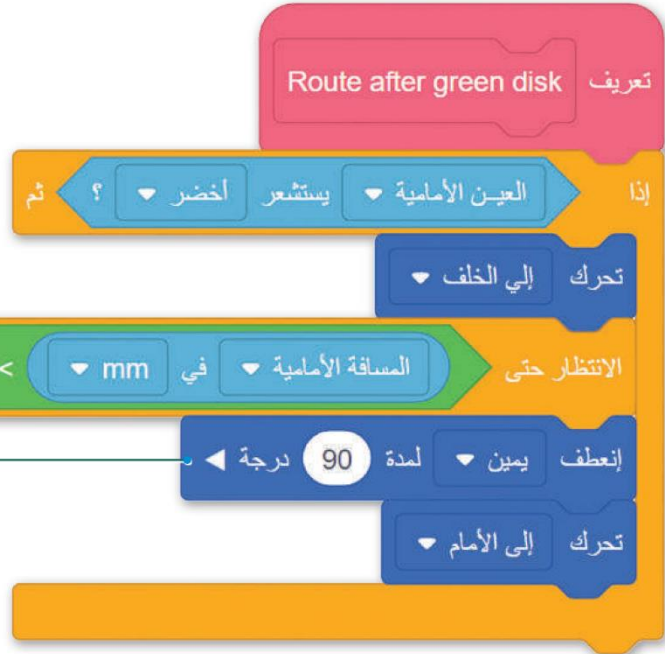 تعريف Route after green disk
إذا العين الأمامية يستشعر أخضر ؟ ثم
تحرك إلي الخلف
الانتظار حتى المسافة الأمامية في mm >
إنعطف يمين لمدة 90 درجة
تحرك إلى الأمام